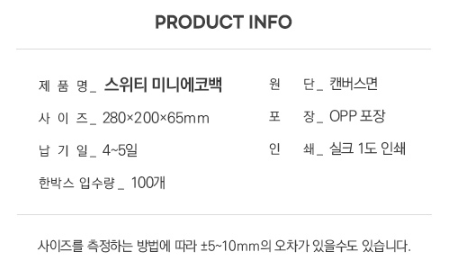 PRODUCT INFO
제 품 명_ 스위티 미니에코백
원 단_ 캔버스면
사 이 즈_ 280×200×65mm
포 장_ OPP 포장
납 기 일_ 4~5일
인 쇄_ 실크 1도 인쇄
한박스 입수량_ 100개
사이즈를 측정하는 방법에 따라 ±5~10mm의 오차가 있을수도 있습니다.